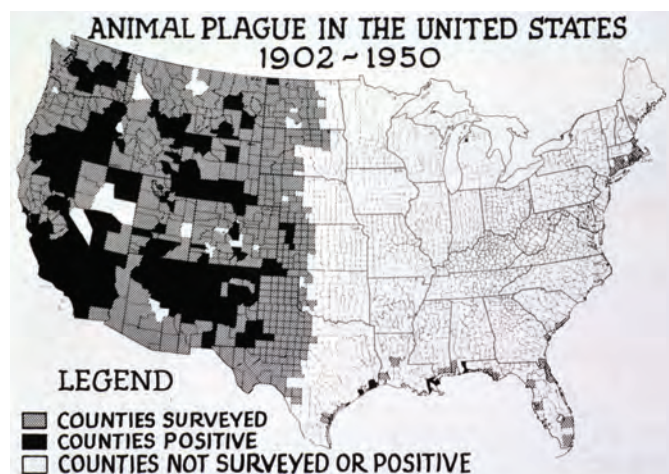 ANIMAL PLAGUE IN THE UNITED STATES
1902~1950
LEGEND
COUNTIES SURVEYED
COUNTIES POSITIVE
COUNTIES NOT SURVEYED OR POSITIVE